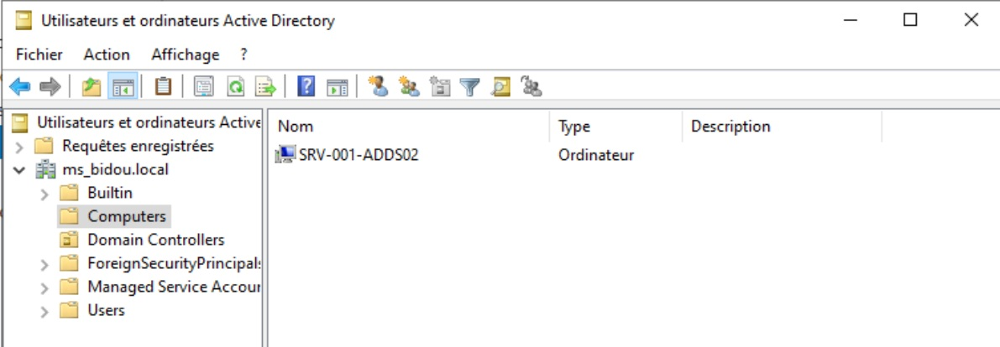 Utilisateurs et ordinateurs Active Directory
Fichier Action Affichage ?
Utilisateurs et ordinateurs Active
Requêtes enregistrées
ms_bidou.local
Builtin
Computers
Domain Controllers
ForeignSecurityPrincipals
Managed Service Accour
Users
Nom Type Description
SRV-001-ADDS02 Ordinateur